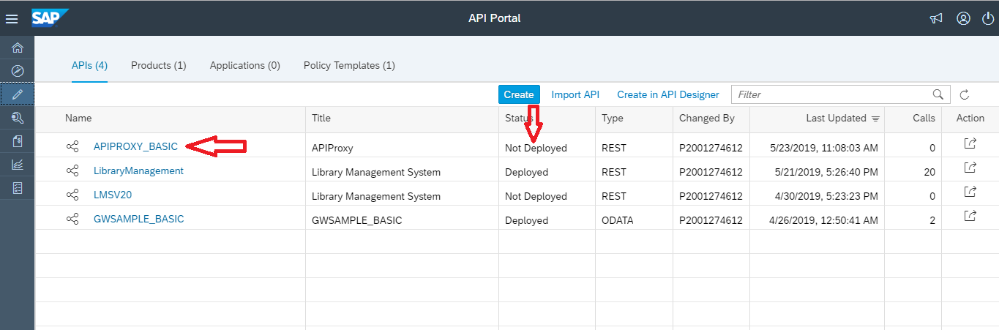 SAP API Portal
APIs (4) Products (1) Applications (0) Policy Templates (1)
Create Import API Create in API Designer Filter
Name Title Status Type Changed By Last Updated Calls Action
APIPROXY_BASIC APIProxy Not Deployed REST P2001274612 5/23/2019, 11:08:03 AM 0
LibraryManagement Library Management System Deployed REST P2001274612 5/21/2019, 5:26:40 PM 20
LMSV20 Library Management System Not Deployed REST P2001274612 4/30/2019, 5:23:23 PM 0
GWSAMPLE_BASIC GWSAMPLE_BASIC Deployed ODATA P2001274612 4/26/2019, 12:50:41 AM 2